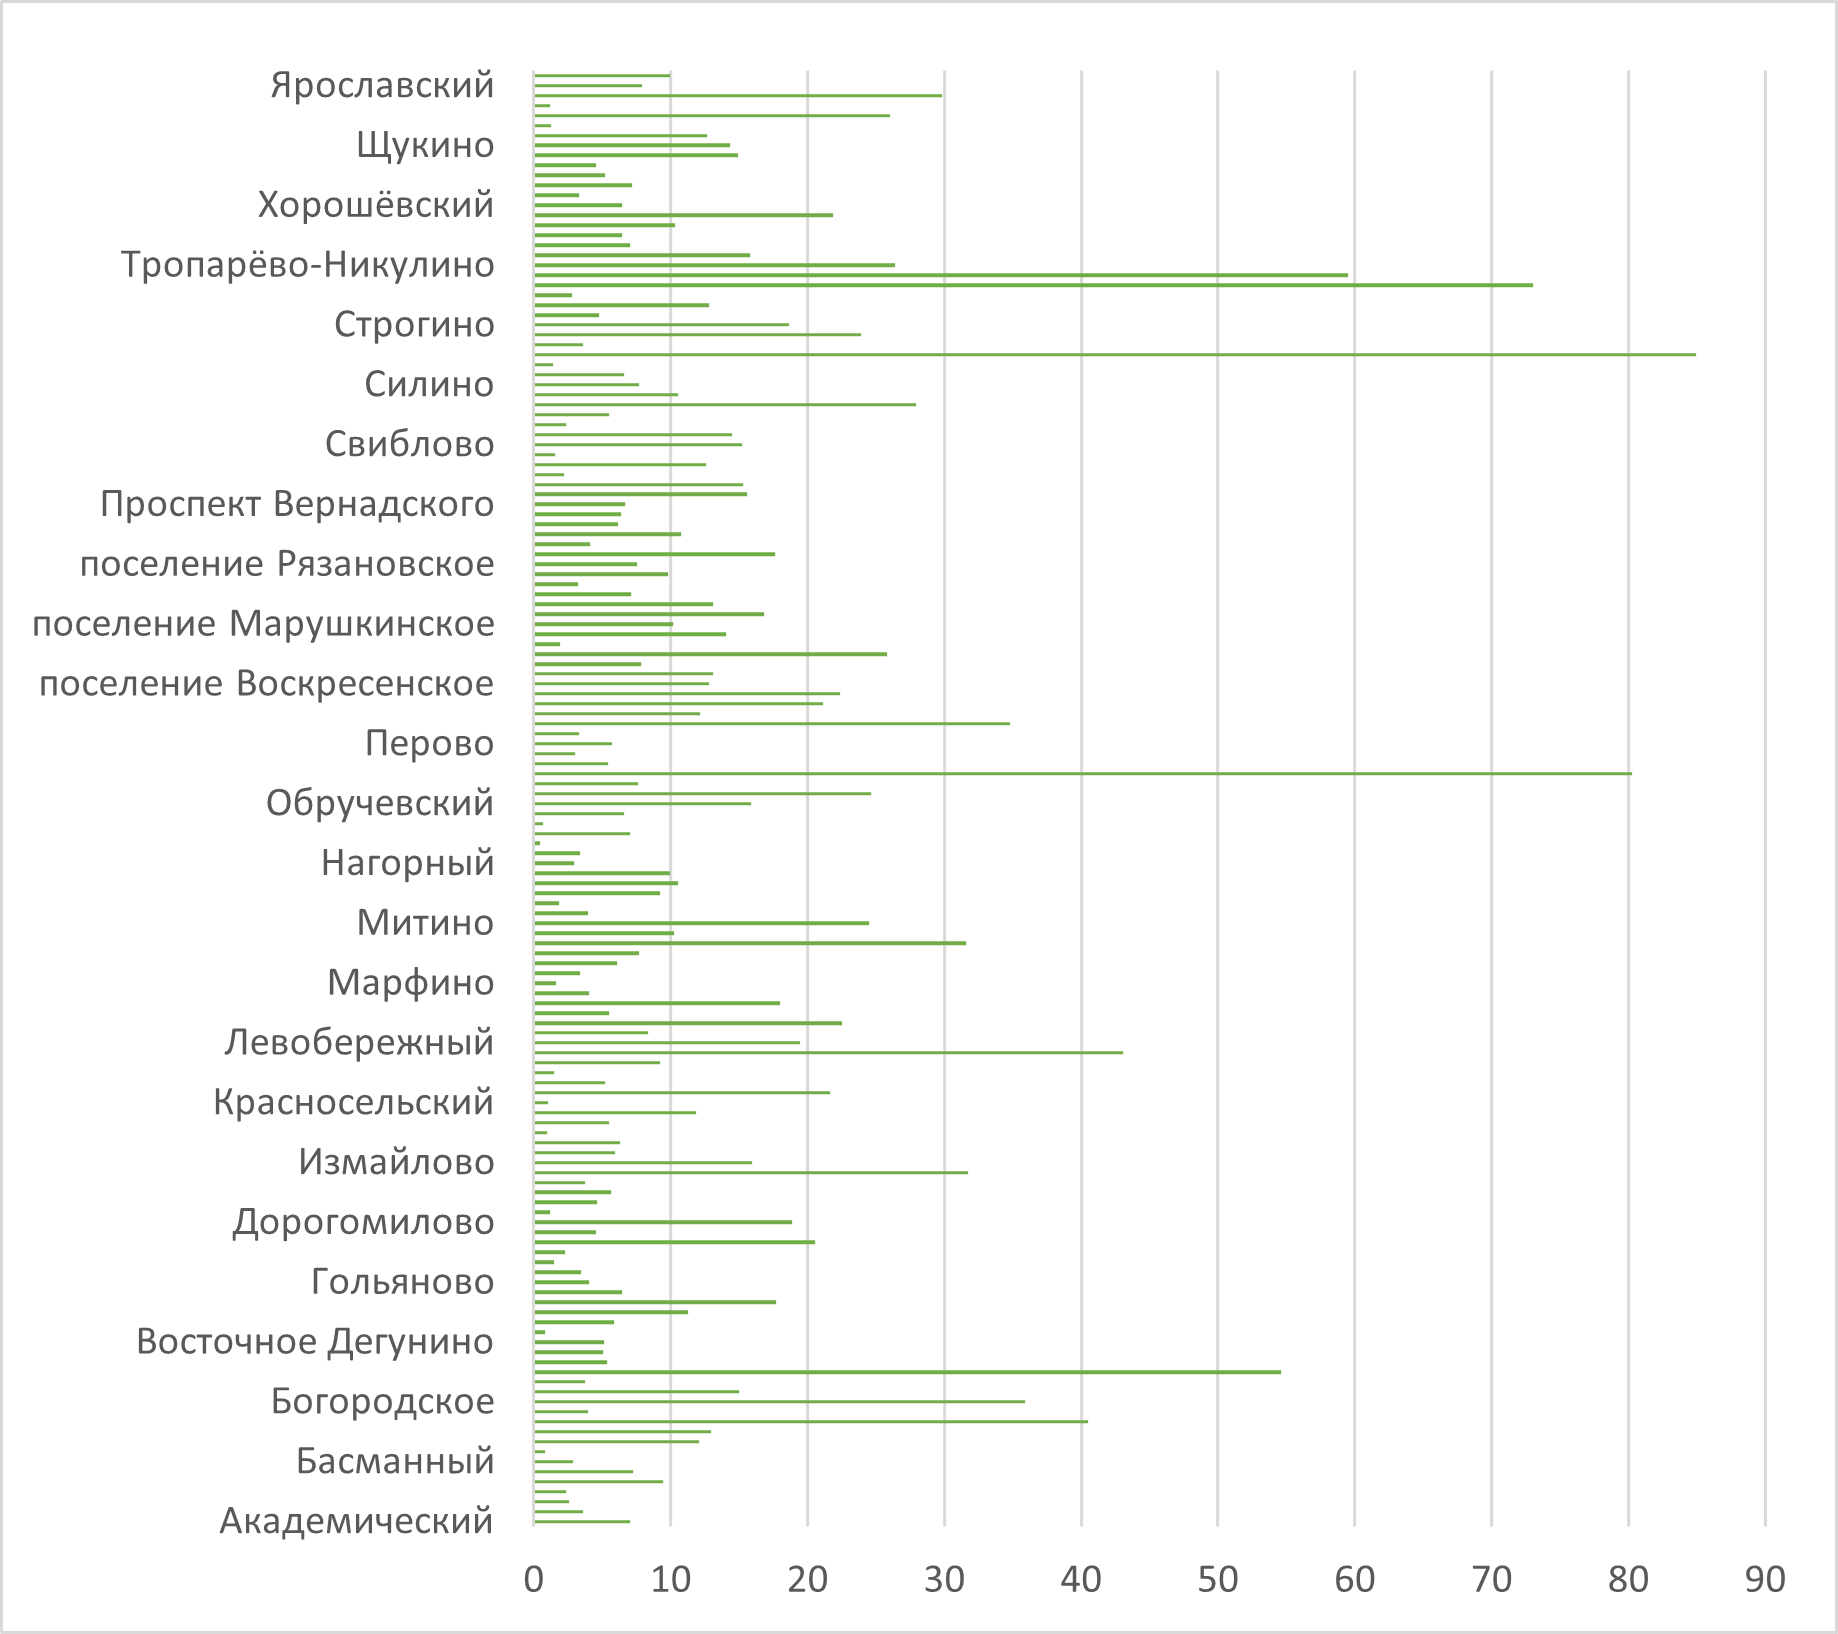 Ярославский
Щукино
Хорошёвский
Тропарёво-Никулино
Строгино
Силино
Свиблово
Проспект Вернадского
поселение Рязановское
поселение Марушкинское
поселение Воскресенское
Перово
Обручевский
Нагорный
Митино
Марфино
Левобережный
Красносельский
Измайлово
Дорогомилово
Гольяново
Восточное Дегунино
Богородское
Басманный
Академический
0 10 20 30 40 50 60 70 80 90